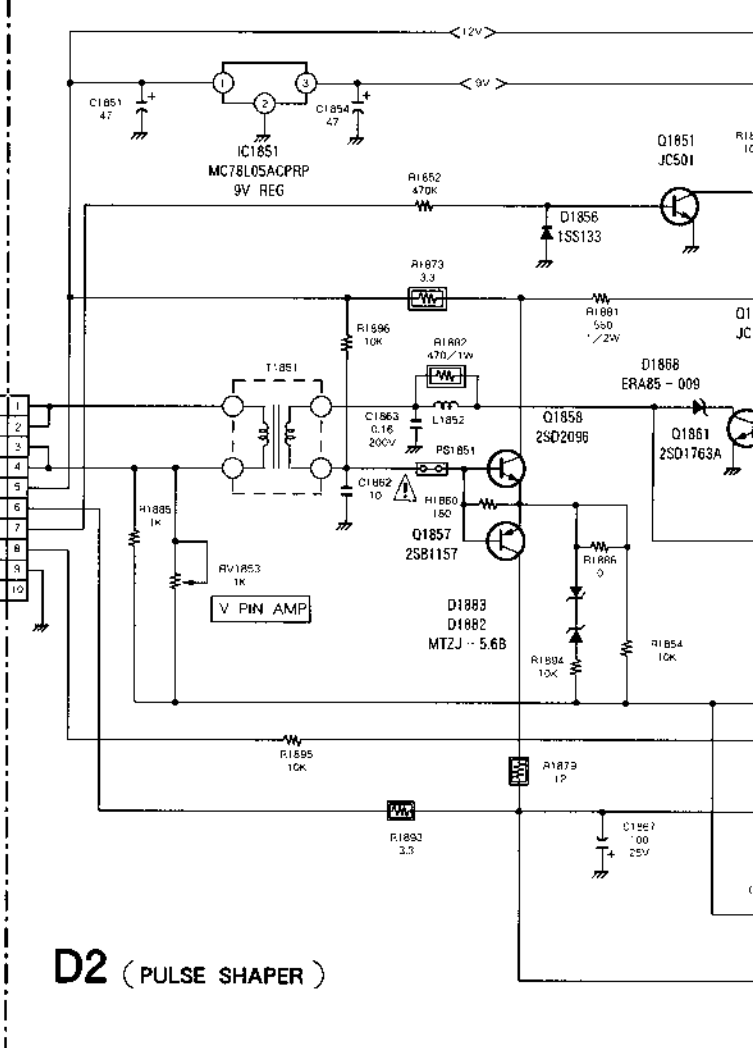 12V
9V
C1851
47
1
3
2
C1854
47
IC1851
MC78L05ACPRP
9V REG
Q1851
JC501
R1852
470K
D1856
1SS133
R1873
3.3
R1896
10K
R1881
560
1/2W
T1851
R1882
470/1W
D1868
ERA85-009
C1863
0.16
200V
L1852
Q1858
2SD2096
Q1861
2SD1763A
PS1851
C1862
10
1
2
3
4
5
6
7
8
9
10
R1885
1K
R1860
150
Q1857
2SB1157
R1886
0
RV1853
1K
V PIN AMP
D1883
D1882
MTZJ-5.6B
R1894
10K
R1854
10K
R1895
10K
R1879
12
R1893
3.3
C1867
100
25V
D2 (PULSE SHAPER)